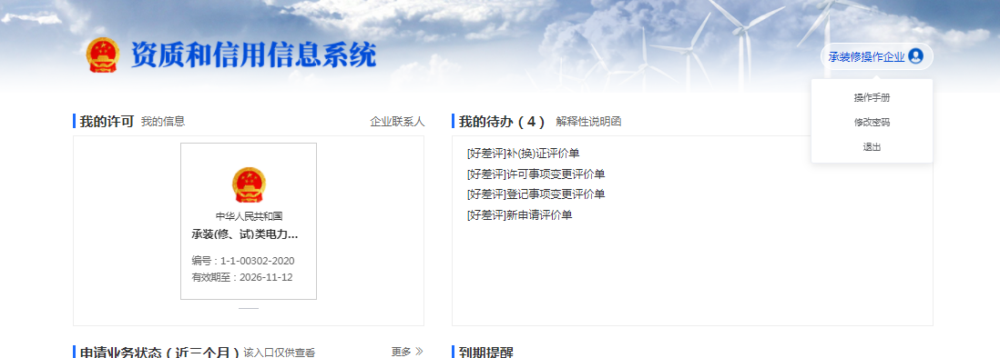 资质和信用信息系统
承装修操作企业
操作手册
修改密码
退出
我的许可 我的信息 企业联系人
中华人民共和国
承装(修、试)类电力...
编号：1-1-00302-2020
有效期至：2026-11-12
我的待办（4） 解释性说明函
[好差评]补(换)证评价单
[好差评]许可事项变更评价单
[好差评]登记事项变更评价单
[好差评]新申请评价单
申请业务状态（近三个月） 该入口仅供查看 更多 》
到期提醒